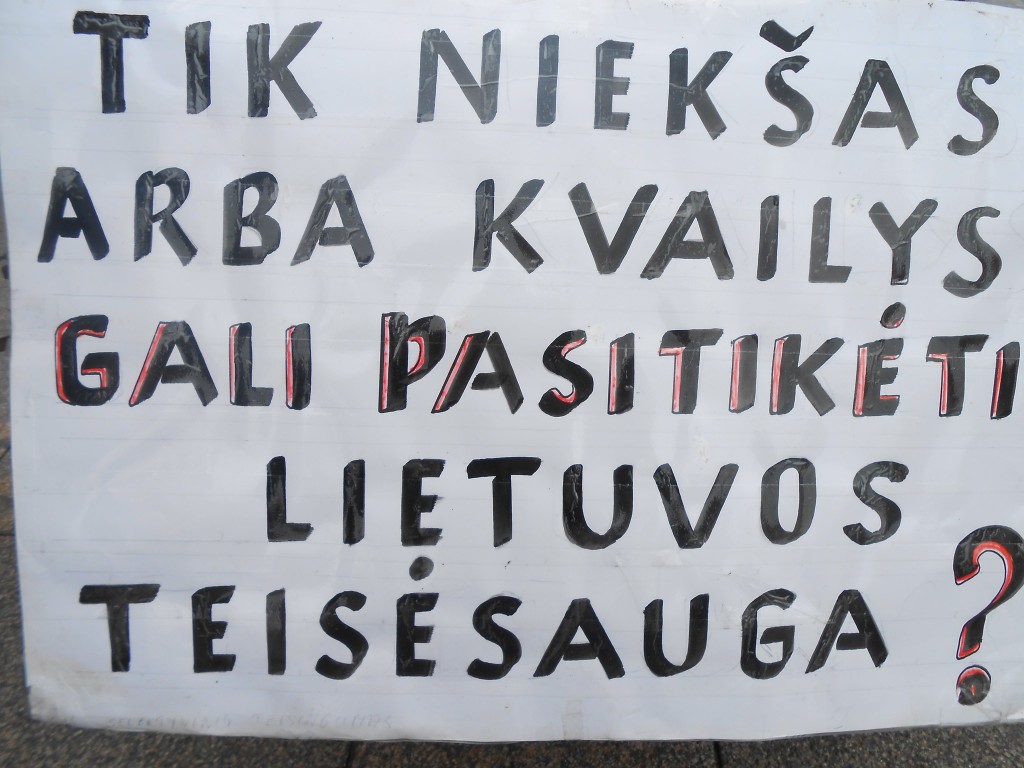 TIK NIEKŠAS
ARBA KVAILYS
GALI PASITIKĖTI
LIETUVOS
TEISĖSAUGA?